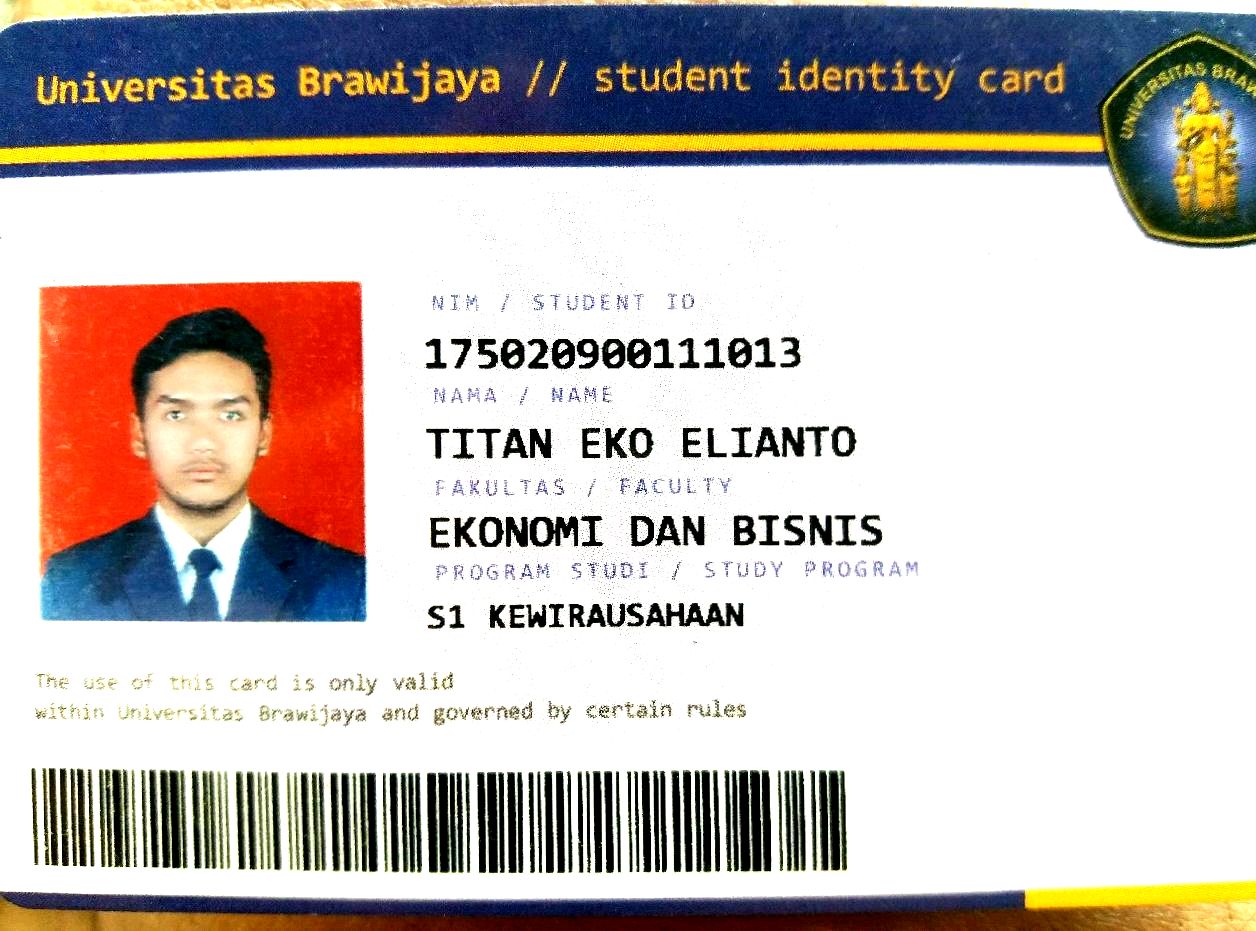 Universitas Brawijaya // student identity card
UNIVERSITAS
NIM / STUDENT ID
175020900111013
NAMA / NAME
TITAN EKO ELIANTO
FAKULTAS / FACULTY
EKONOMI DAN BISNIS
PROGRAM STUDI / STUDY PROGRAM
S1 KEWIRAUSAHAAN
The use of this card is only valid
within Universitas Brawijaya and governed by certain rules